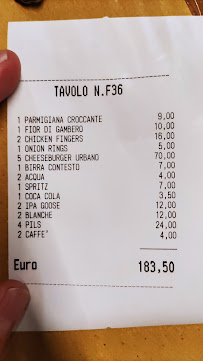 TAVOLO N.F36
1 PARMIGIANA CROCCANTE 9,00
1 FIOR DI GAMBERO 10,00
2 CHICKEN FINGERS 16,00
1 ONION RINGS 5,00
5 CHEESEBURGER URBANO 70,00
1 BIRRA CONTESTO 7,00
2 ACQUA 4,00
1 SPRITZ 7,00
1 COCA COLA 3,50
2 IPA GOOSE 12,00
2 BLANCHE 12,00
4 PILS 24,00
2 CAFFE' 4,00
Euro 183,50